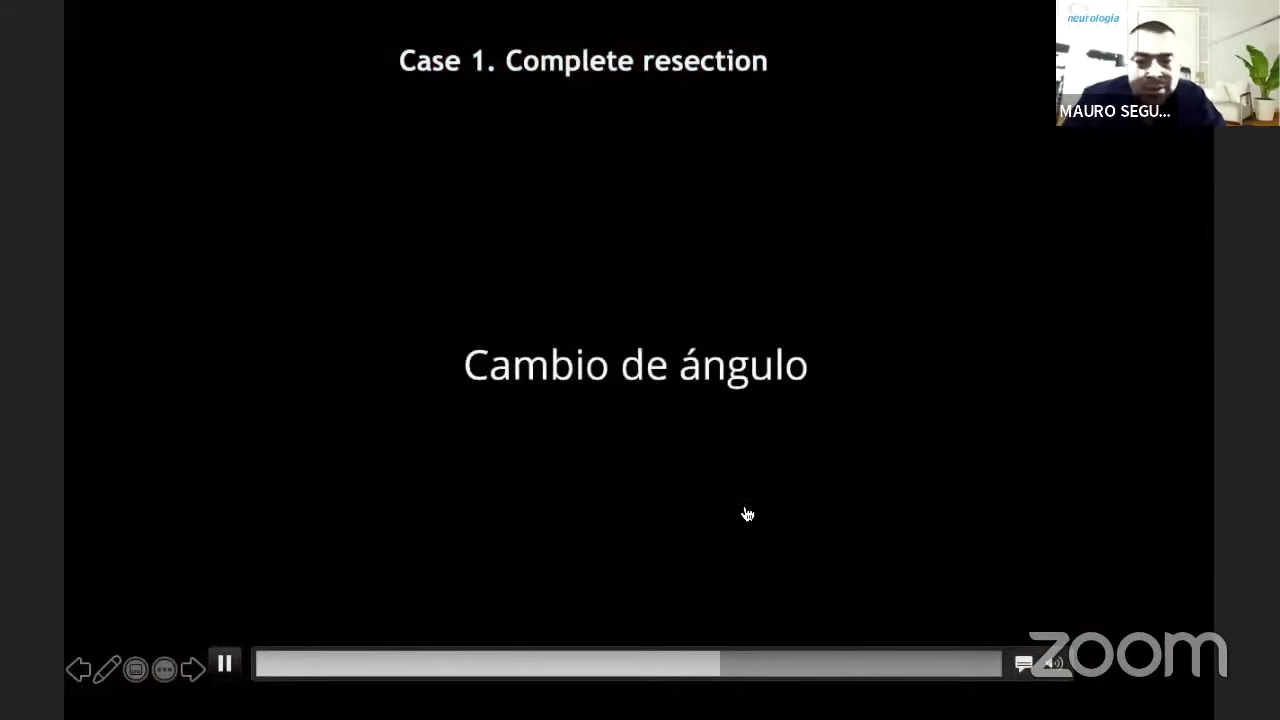 Case 1. Complete resection
neurologia
MAURO SEGU...
Cambio de ángulo
zoom